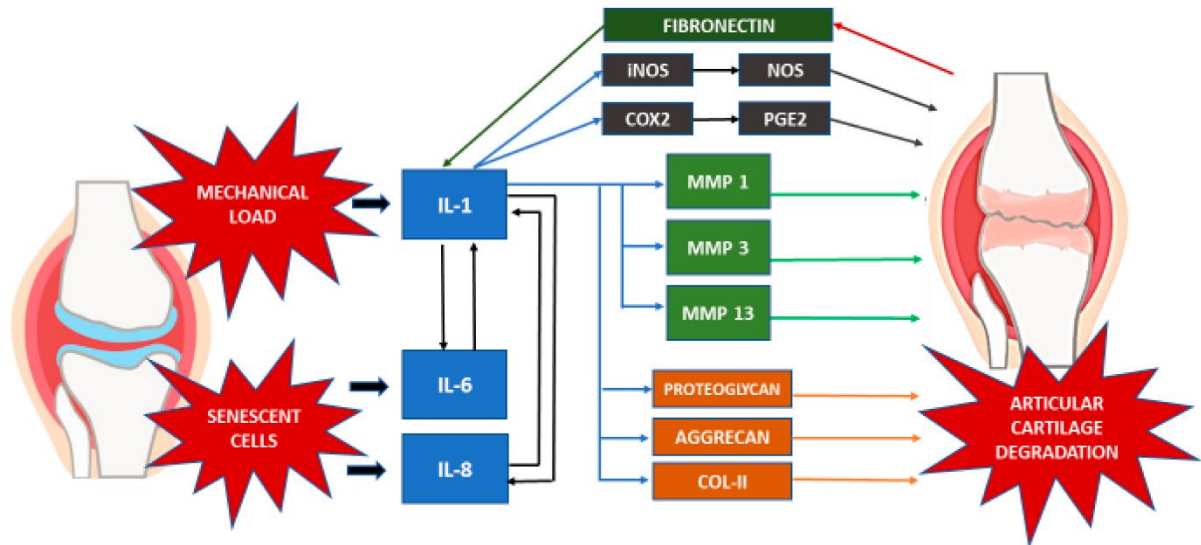 FIBRONECTIN
iNOS
NOS
COX2
PGE2
MECHANICAL
LOAD
IL-1
MMP 1
MMP 3
MMP 13
SENESCENT
CELLS
IL-6
IL-8
PROTEOGLYCAN
AGGRECAN
COL-II
ARTICULAR
CARTILAGE
DEGRADATION